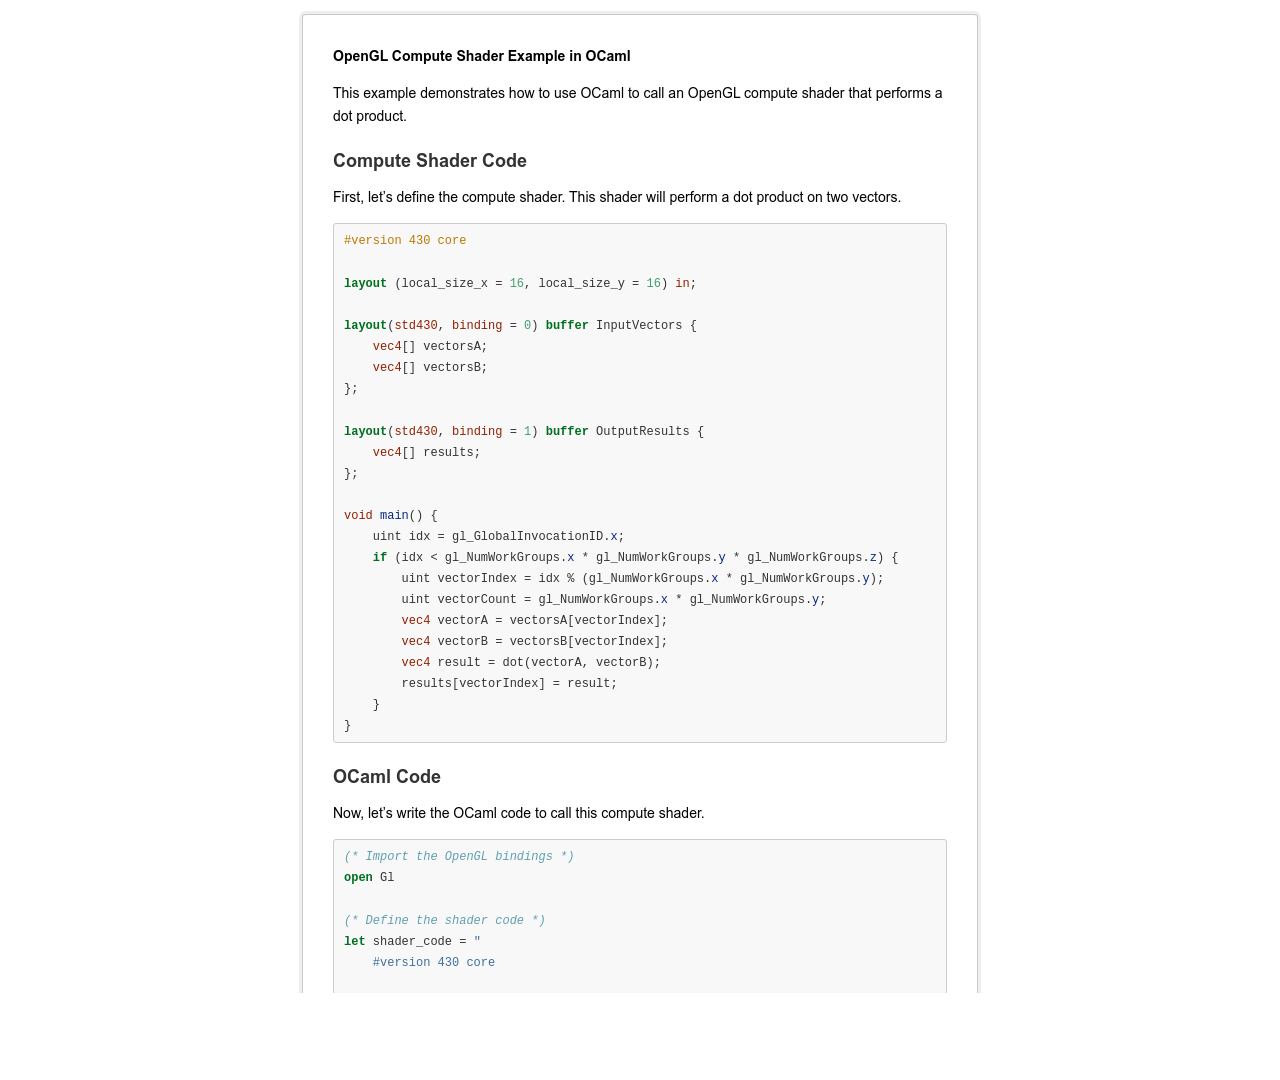 OpenGL Compute Shader Example in OCaml
This example demonstrates how to use OCaml to call an OpenGL compute shader that performs a
dot product.
Compute Shader Code
First, let’s define the compute shader. This shader will perform a dot product on two vectors.
#version 430 core
layout (local_size_x = 16, local_size_y = 16) in;
layout(std430, binding = 0) buffer InputVectors {
    vec4[] vectorsA;
    vec4[] vectorsB;
};
layout(std430, binding = 1) buffer OutputResults {
    vec4[] results;
};
void main() {
    uint idx = gl_GlobalInvocationID.x;
    if (idx < gl_NumWorkGroups.x * gl_NumWorkGroups.y * gl_NumWorkGroups.z) {
        uint vectorIndex = idx % (gl_NumWorkGroups.x * gl_NumWorkGroups.y);
        uint vectorCount = gl_NumWorkGroups.x * gl_NumWorkGroups.y;
        vec4 vectorA = vectorsA[vectorIndex];
        vec4 vectorB = vectorsB[vectorIndex];
        vec4 result = dot(vectorA, vectorB);
        results[vectorIndex] = result;
    }
}
OCaml Code
Now, let’s write the OCaml code to call this compute shader.
(* Import the OpenGL bindings *)
open Gl
(* Define the shader code *)
let shader_code = "
    #version 430 core